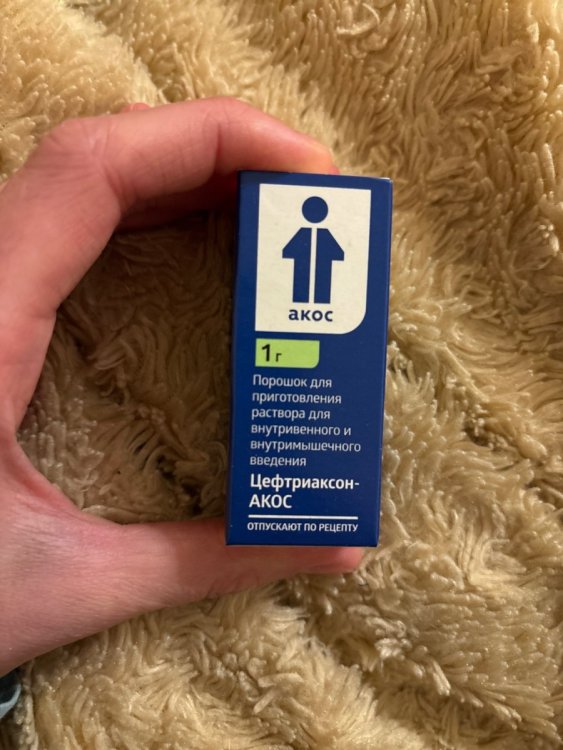 акос
1 г
Порошок для
приготовления
раствора для
внутривенного и
внутримышечного
введения
Цефтриаксон-
АКОС
ОТПУСКАЮТ ПО РЕЦЕПТУ